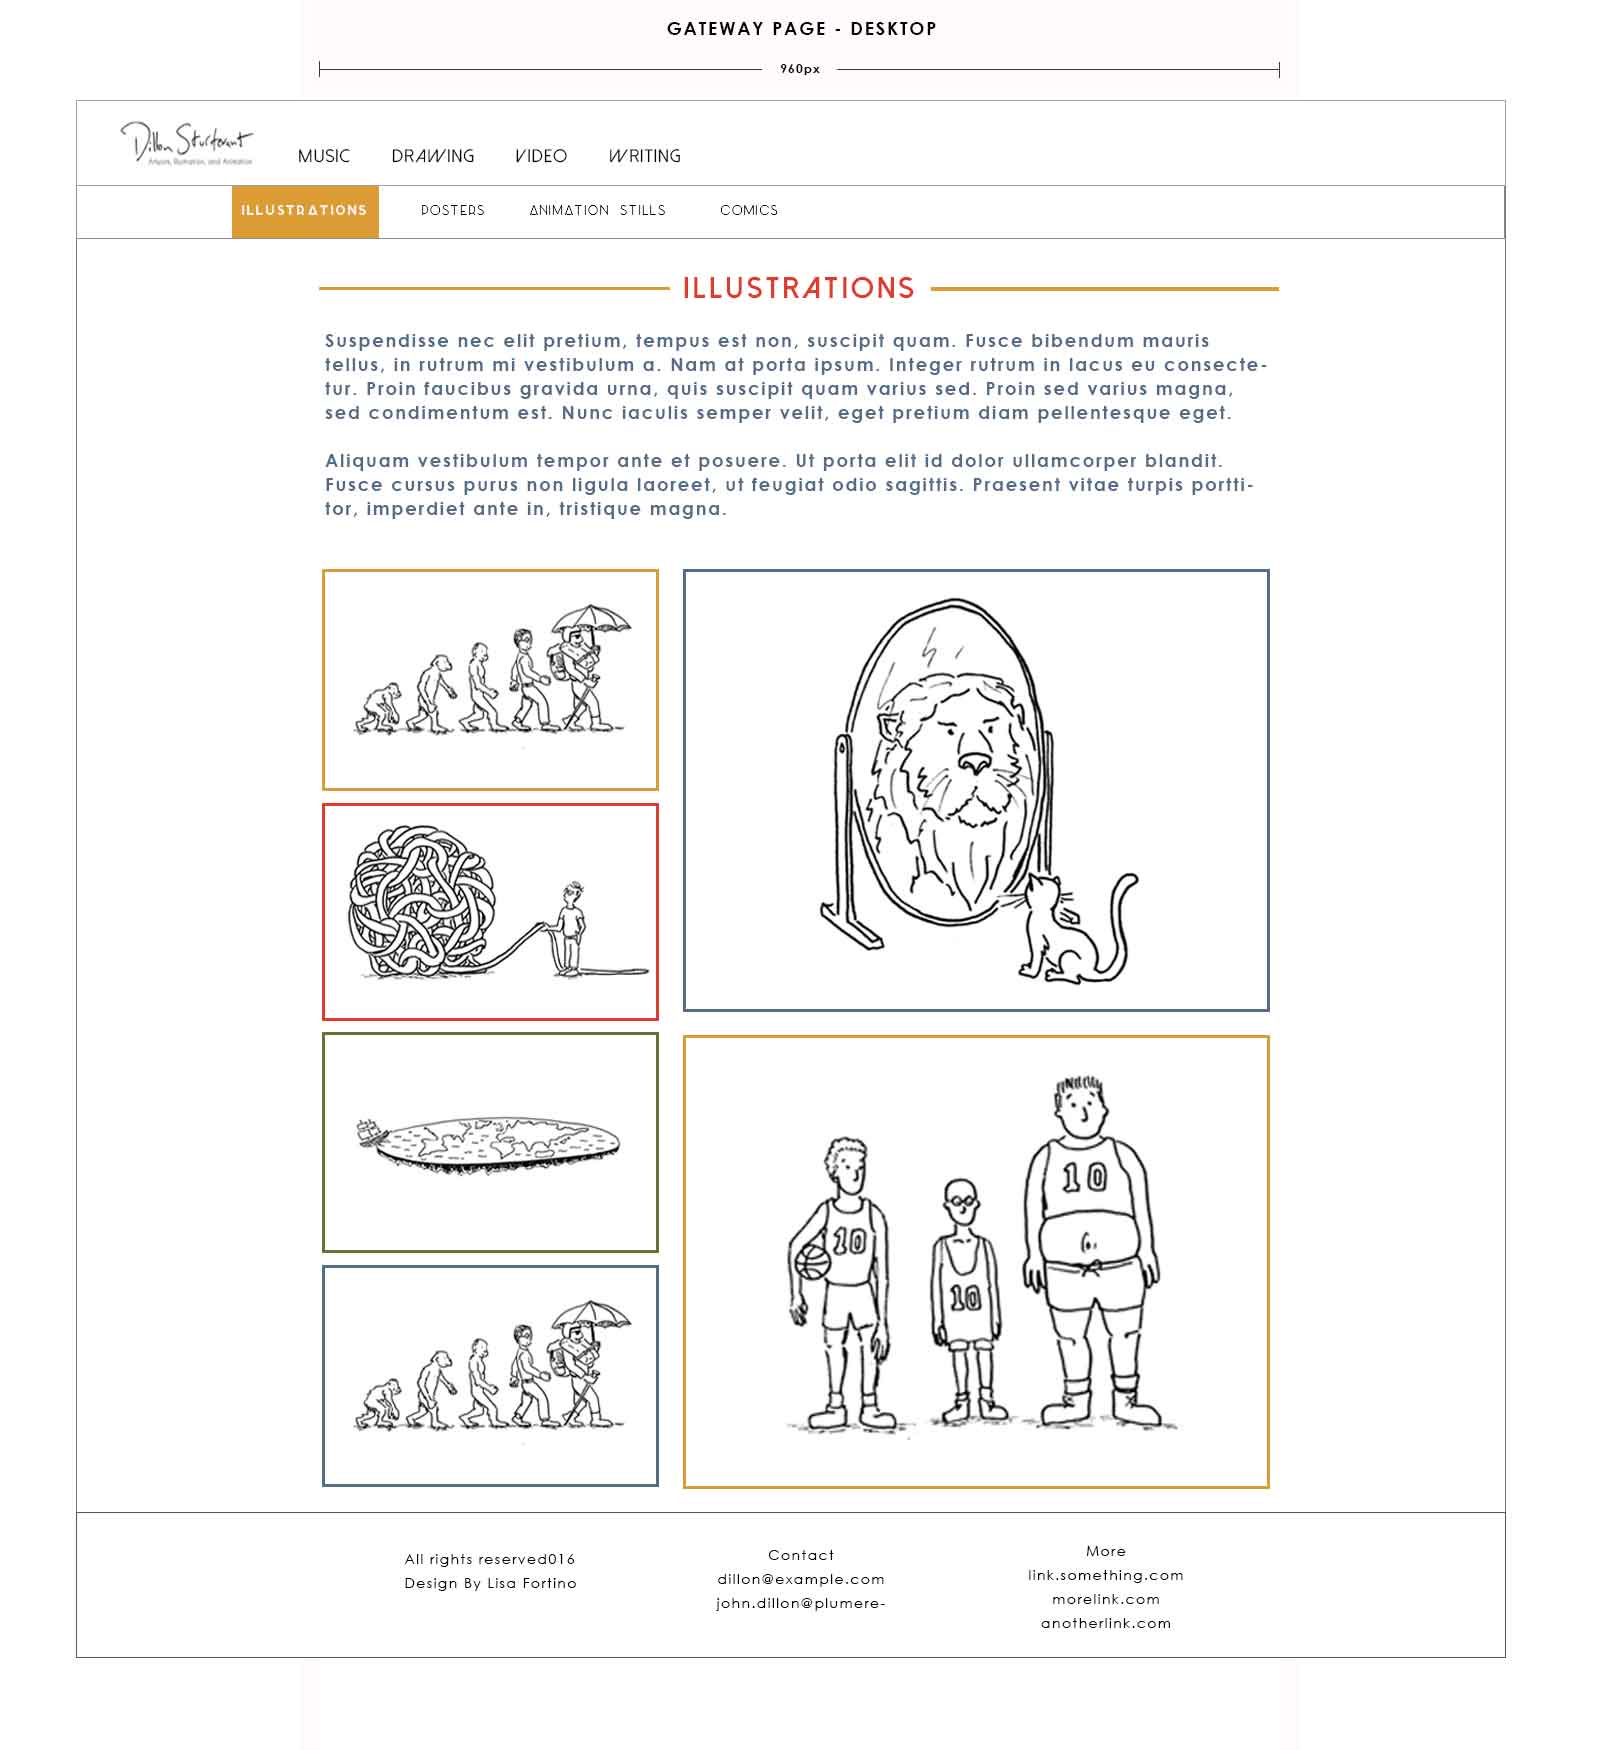 GATEWAY PAGE - DESKTOP
960px
Dillon Sturtevant
Artwork, Illustration, and Animation
MUSIC DRAWING VIDEO WRITING
ILLUSTRATIONS POSTERS ANIMATION STILLS COMICS
ILLUSTRATIONS
Suspendisse nec elit pretium, tempus est non, suscipit quam. Fusce bibendum mauris
tellus, in rutrum mi vestibulum a. Nam at porta ipsum. Integer rutrum in lacus eu consecte-
tur. Proin faucibus gravida urna, quis suscipit quam varius sed. Proin sed varius magna,
sed condimentum est. Nunc iaculis semper velit, eget pretium diam pellentesque eget.
Aliquam vestibulum tempor ante et posuere. Ut porta elit id dolor ullamcorper blandit.
Fusce cursus purus non ligula laoreet, ut feugiat odio sagittis. Praesent vitae turpis portti-
tor, imperdiet ante in, tristique magna.
10
10
10
All rights reserved016
Design By Lisa Fortino
Contact
dillon@example.com
john.dillon@plumere-
More
link.something.com
morelink.com
anotherlink.com